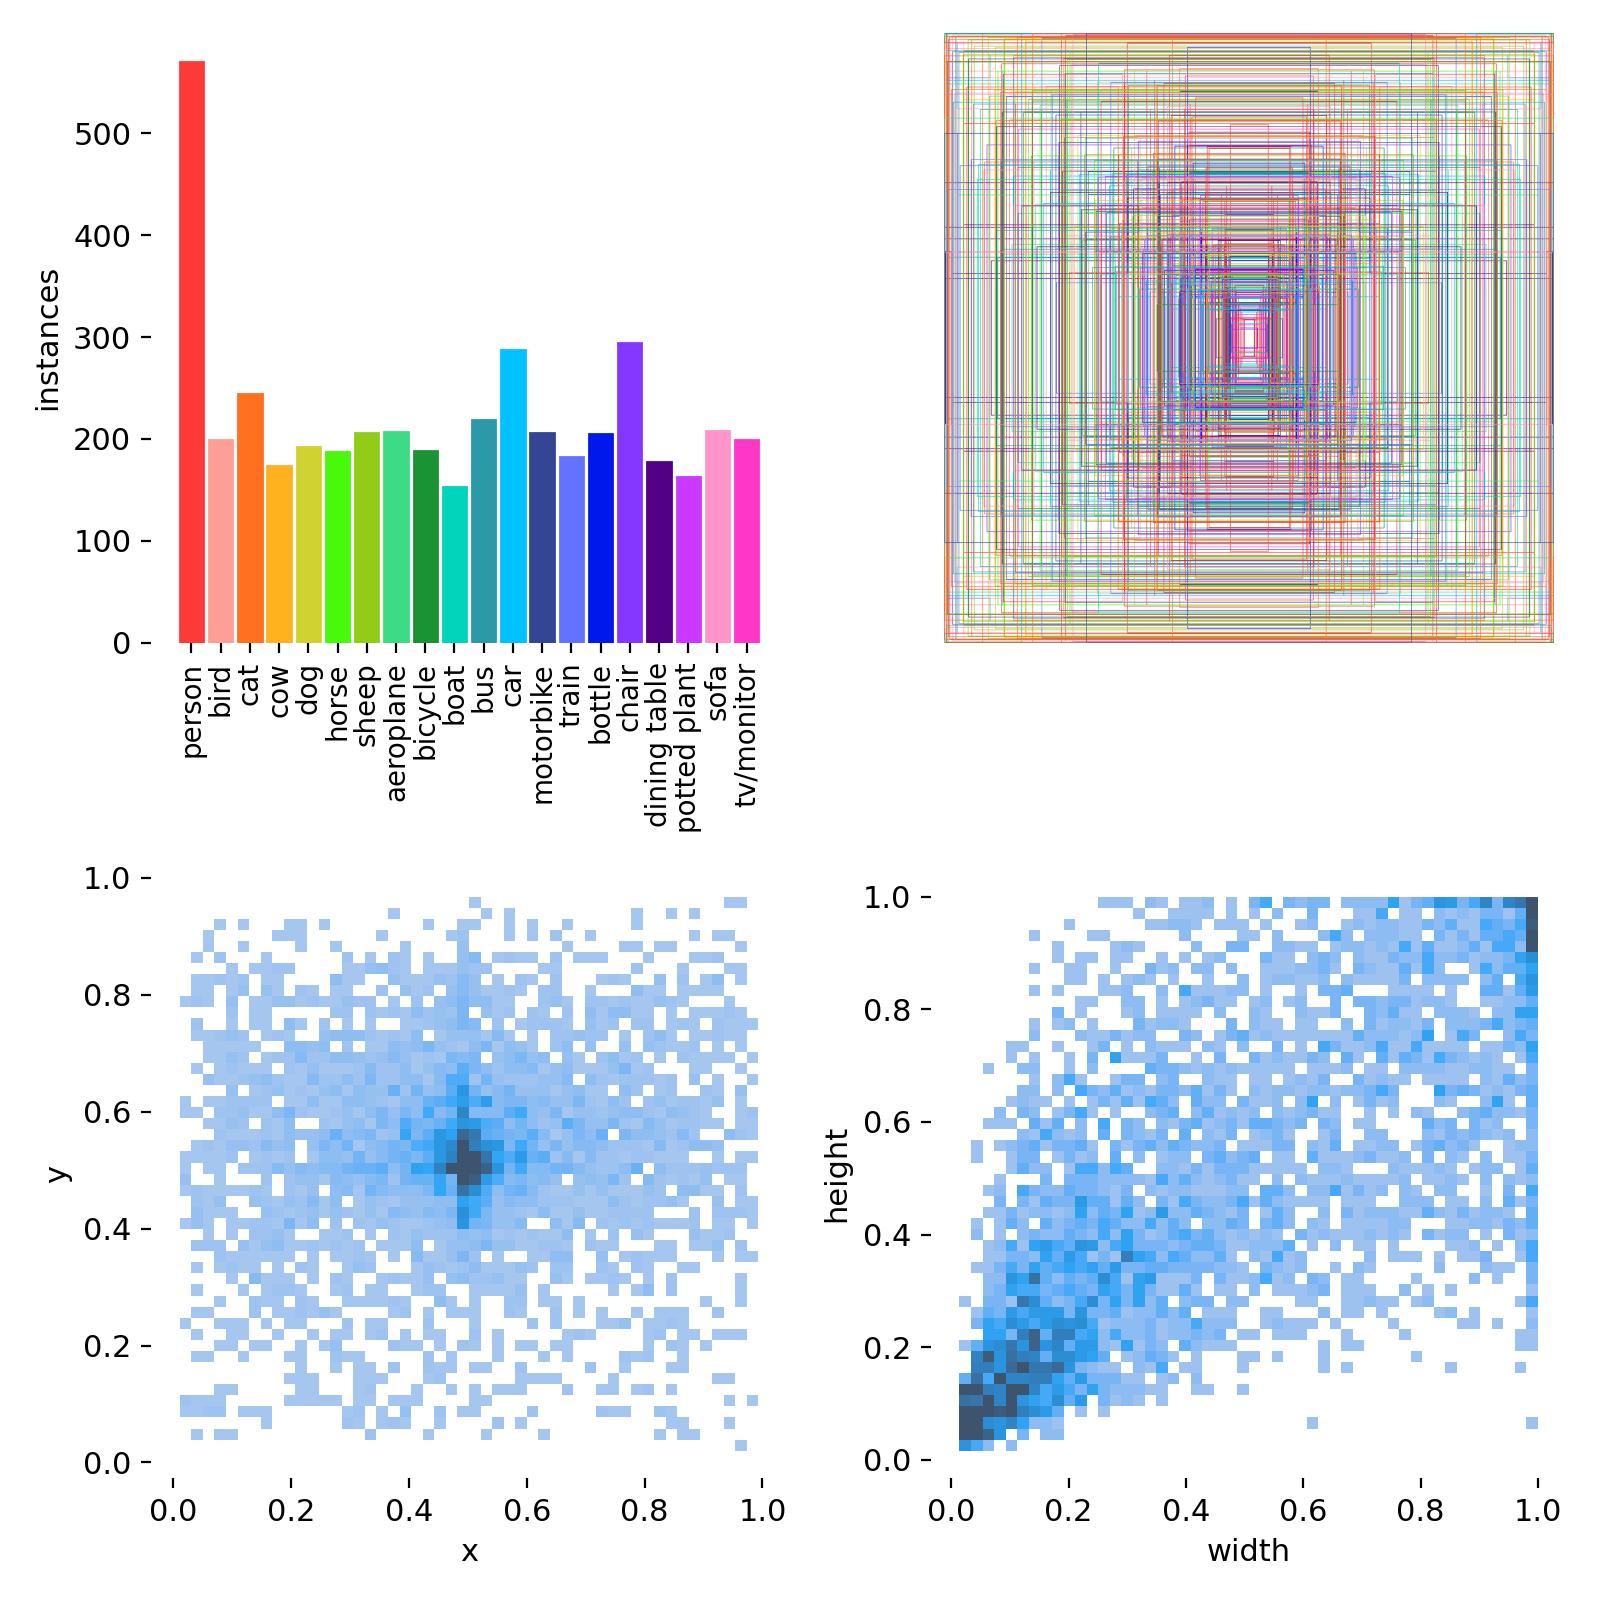 500
400
300
200
100
0
instances
person
bird
cat
cow
dog
horse
sheep
aeroplane
bicycle
boat
bus
car
motorbike
train
bottle
chair
dining table
potted plant
sofa
tv/monitor
1.0
0.8
0.6
0.4
0.2
0.0
y
0.0 0.2 0.4 0.6 0.8 1.0
x
1.0
0.8
0.6
0.4
0.2
0.0
height
0.0 0.2 0.4 0.6 0.8 1.0
width